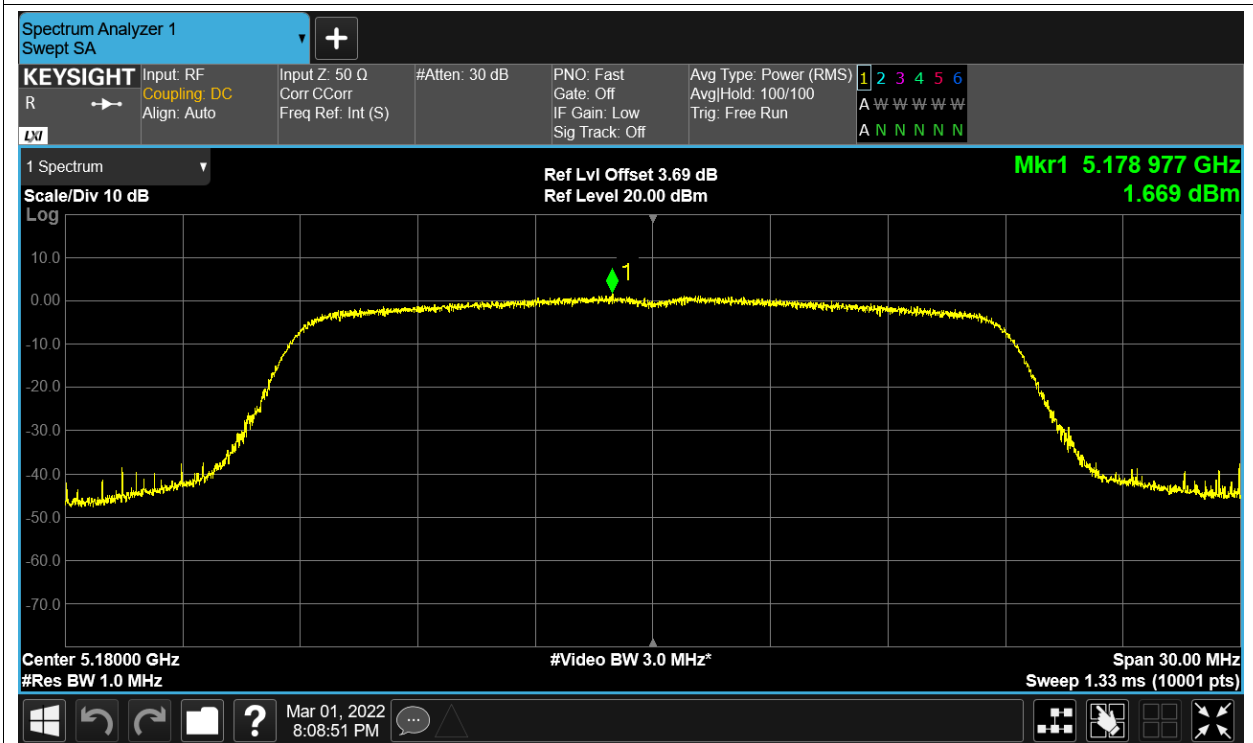 Spectrum Analyzer 1
Swept SA
KEYSIGHT
R
LXI
Input: RF
Coupling: DC
Align: Auto
Input Z: 50 Ω
Corr CCorr
Freq Ref: Int (S)
#Atten: 30 dB
PNO: Fast
Gate: Off
IF Gain: Low
Sig Track: Off
Avg Type: Power (RMS)
Avg|Hold: 100/100
Trig: Free Run
1 2 3 4 5 6
A W W W W W
A N N N N N
1 Spectrum
Scale/Div 10 dB
Log
Ref Lvl Offset 3.69 dB
Ref Level 20.00 dBm
Mkr1 5.178 977 GHz
1.669 dBm
10.0
0.00
-10.0
-20.0
-30.0
-40.0
-50.0
-60.0
-70.0
1
Center 5.18000 GHz
#Res BW 1.0 MHz
#Video BW 3.0 MHz*
Span 30.00 MHz
Sweep 1.33 ms (10001 pts)
?
Mar 01, 2022
8:08:51 PM